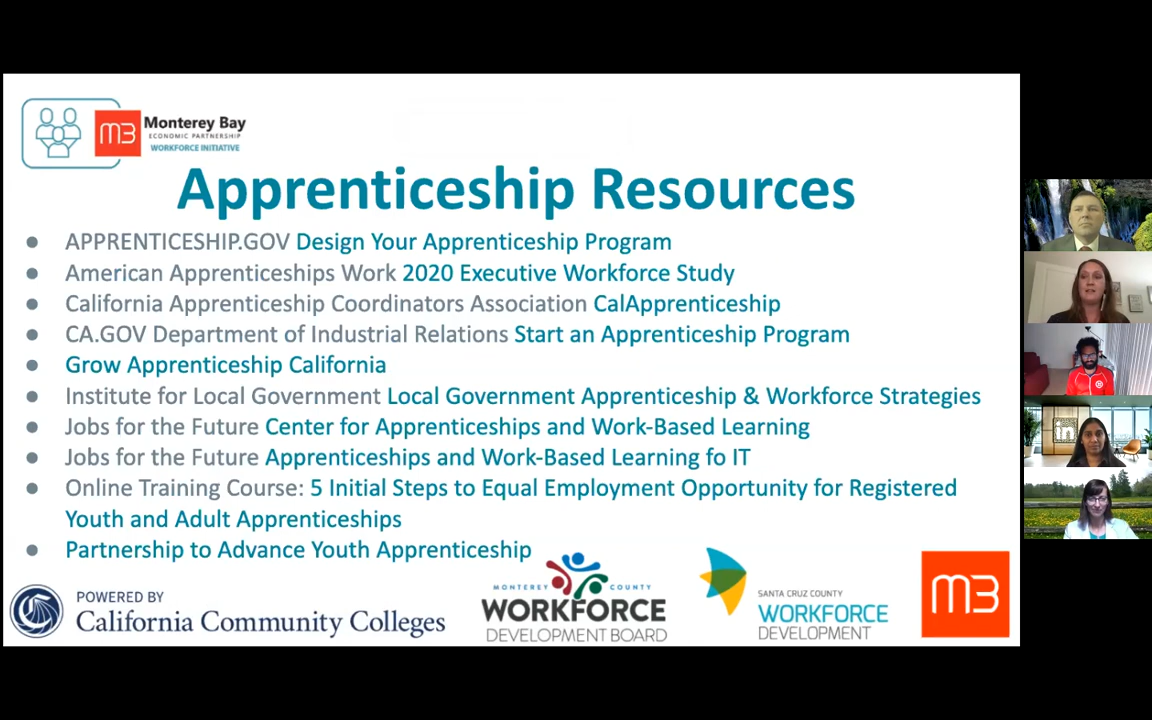 Monterey Bay
ECONOMIC PARTNERSHIP
WORKFORCE INITIATIVE
Apprenticeship Resources
● APPRENTICESHIP.GOV Design Your Apprenticeship Program
● American Apprenticeships Work 2020 Executive Workforce Study
● California Apprenticeship Coordinators Association CalApprenticeship
● CA.GOV Department of Industrial Relations Start an Apprenticeship Program
● Grow Apprenticeship California
● Institute for Local Government Local Government Apprenticeship & Workforce Strategies
● Jobs for the Future Center for Apprenticeships and Work-Based Learning
● Jobs for the Future Apprenticeships and Work-Based Learning fo IT
● Online Training Course: 5 Initial Steps to Equal Employment Opportunity for Registered
Youth and Adult Apprenticeships
● Partnership to Advance Youth Apprenticeship
POWERED BY
California Community Colleges
MONTEREY COUNTY
WORKFORCE
DEVELOPMENT BOARD
SANTA CRUZ COUNTY
WORKFORCE
DEVELOPMENT
in